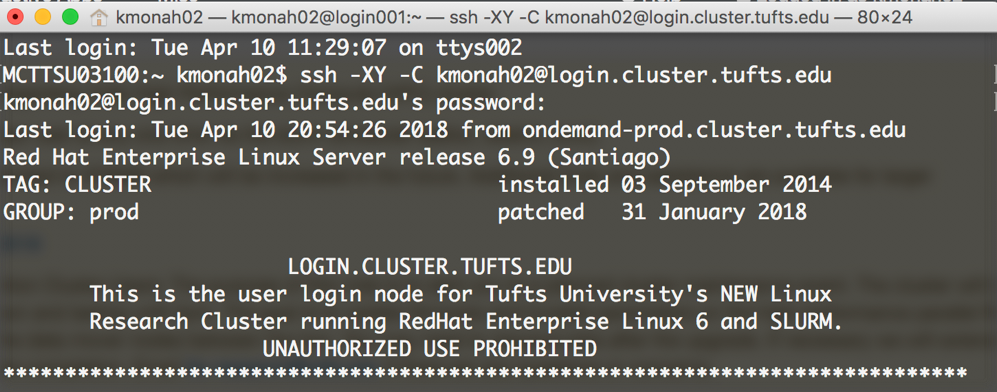 kmonah02 — kmonah02@login001:~ — ssh -XY -C kmonah02@login.cluster.tufts.edu — 80×24
Last login: Tue Apr 10 11:29:07 on ttys002
[MCTTSU03100:~ kmonah02$ ssh -XY -C kmonah02@login.cluster.tufts.edu ]
[kmonah02@login.cluster.tufts.edu's password: ]
Last login: Tue Apr 10 20:54:26 2018 from ondemand-prod.cluster.tufts.edu
Red Hat Enterprise Linux Server release 6.9 (Santiago)
TAG: CLUSTER installed 03 September 2014
GROUP: prod patched 31 January 2018
LOGIN.CLUSTER.TUFTS.EDU
This is the user login node for Tufts University's NEW Linux
Research Cluster running RedHat Enterprise Linux 6 and SLURM.
UNAUTHORIZED USE PROHIBITED
******************************************************************************